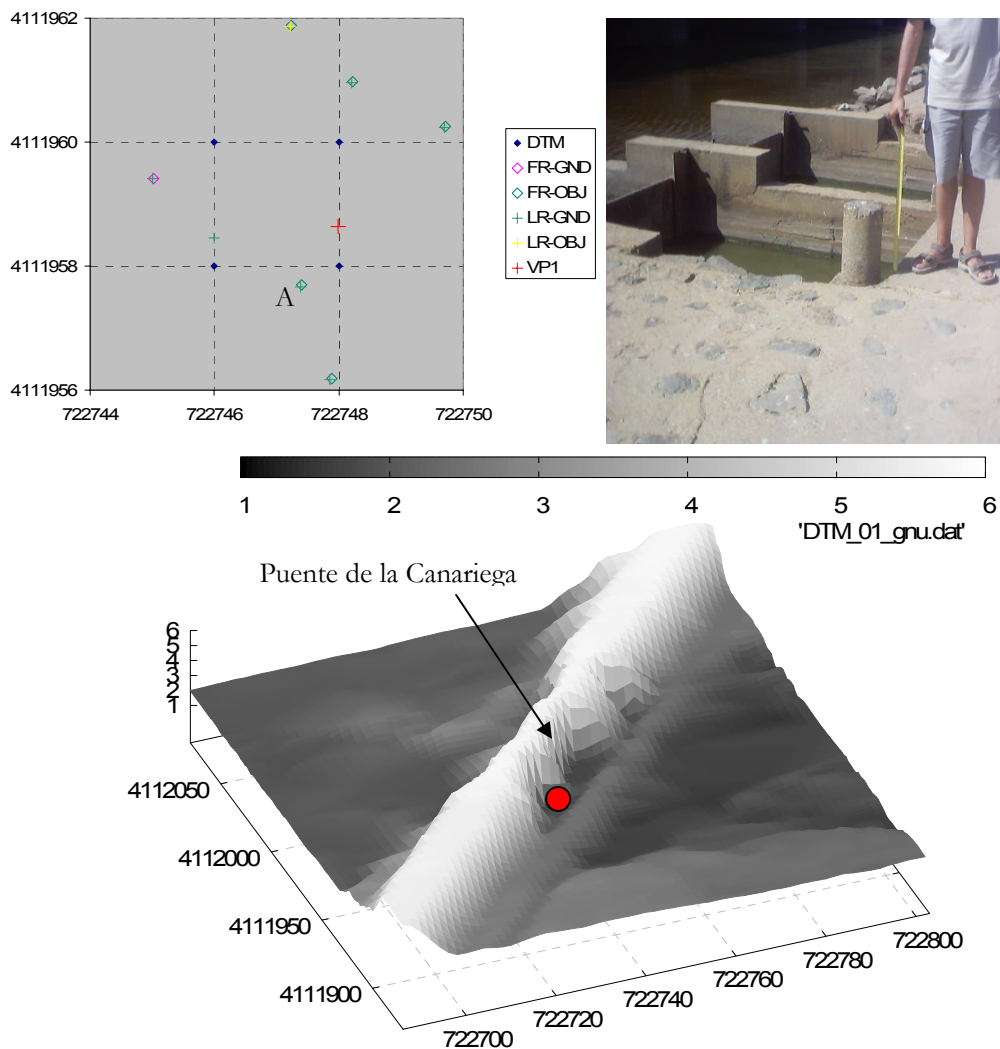 4111962
4111960
4111958
4111956
722744
722746
722748
722750
A
DTM
FR-GND
FR-OBJ
LR-GND
LR-OBJ
VP1
1 2 3 4 5 6
'DTM_01_gnu.dat'
Puente de la Canariega
6
5
4
3
2
1
4112050
4112000
4111950
4111900
722700
722720
722740
722760
722780
722800